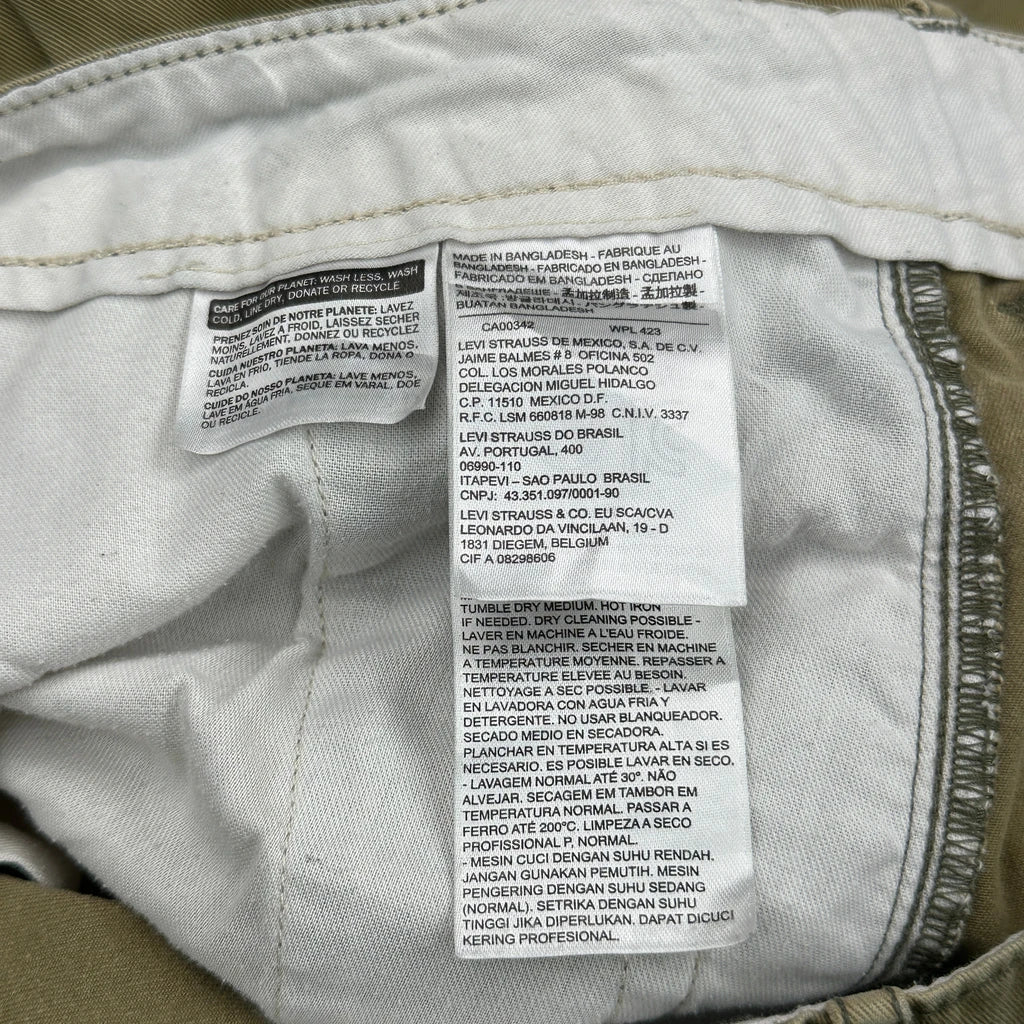 CARE FOR OUR PLANET: WASH LESS, WASH
COLD, LINE DRY, DONATE OR RECYCLE
PRENEZ SOIN DE NOTRE PLANETE: LAVEZ
MOINS, LAVEZ A FROID, LAISSEZ SECHER
NATURELLEMENT, DONNEZ OU RECYCLEZ
CUIDA NUESTRO PLANETA: LAVA MENOS,
LAVA EN FRIO, TIENDE LA ROPA, DONA O
RECICLA.
CUIDE DO NOSSO PLANETA: LAVE MENOS,
LAVE EM ÁGUA FRIA, SEQUE EM VARAL. DOE
OU RECICLE.
MADE IN BANGLADESH - FABRIQUE AU
BANGLADESH - FABRICADO EN BANGLADESH -
FABRICADO EM BANGLADESH - СДЕЛАНО
孟加拉制造 - 孟加拉製
BUATAN BANGLADESH
CA00342 WPL 423
LEVI STRAUSS DE MEXICO, S.A. DE C.V.
JAIME BALMES # 8 OFICINA 502
COL. LOS MORALES POLANCO
DELEGACION MIGUEL HIDALGO
C.P. 11510 MEXICO D.F.
R.F.C. LSM 660818 M-98 C.N.I.V. 3337
LEVI STRAUSS DO BRASIL
AV. PORTUGAL, 400
06990-110
ITAPEVI – SAO PAULO BRASIL
CNPJ: 43.351.097/0001-90
LEVI STRAUSS & CO. EU SCA/CVA
LEONARDO DA VINCILAAN, 19 - D
1831 DIEGEM, BELGIUM
CIF A 08298606
TUMBLE DRY MEDIUM. HOT IRON
IF NEEDED. DRY CLEANING POSSIBLE -
LAVER EN MACHINE A L'EAU FROIDE.
NE PAS BLANCHIR. SECHER EN MACHINE
A TEMPERATURE MOYENNE. REPASSER A
TEMPERATURE ELEVEE AU BESOIN.
NETTOYAGE A SEC POSSIBLE. - LAVAR
EN LAVADORA CON AGUA FRIA Y
DETERGENTE. NO USAR BLANQUEADOR.
SECADO MEDIO EN SECADORA.
PLANCHAR EN TEMPERATURA ALTA SI ES
NECESARIO. ES POSIBLE LAVAR EN SECO.
- LAVAGEM NORMAL ATÉ 30°. NÃO
ALVEJAR. SECAGEM EM TAMBOR EM
TEMPERATURA NORMAL. PASSAR A
FERRO ATÉ 200°C. LIMPEZA A SECO
PROFISSIONAL P, NORMAL.
- MESIN CUCI DENGAN SUHU RENDAH.
JANGAN GUNAKAN PEMUTIH. MESIN
PENGERING DENGAN SUHU SEDANG
(NORMAL). SETRIKA DENGAN SUHU
TINGGI JIKA DIPERLUKAN. DAPAT DICUCI
KERING PROFESIONAL.